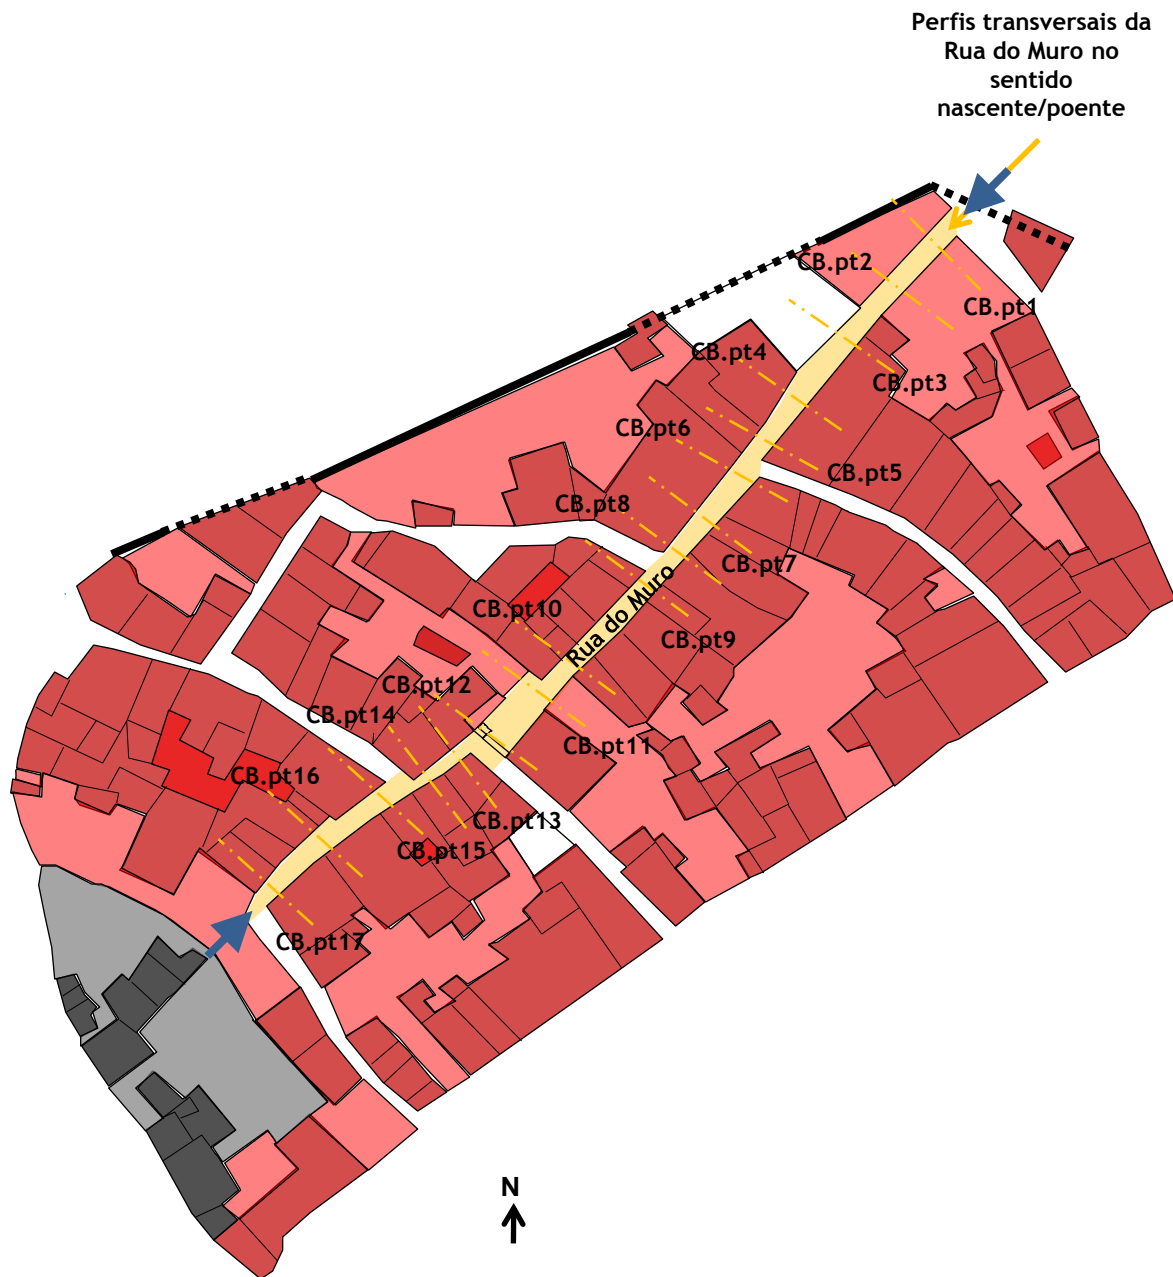 Perfis transversais da
Rua do Muro no
sentido
nascente/poente
CB.pt2
CB.pt1
CB.pt4
CB.pt3
CB.pt6
CB.pt5
CB.pt8
CB.pt7
CB.pt10
Rua do Muro
CB.pt9
CB.pt12
CB.pt14
CB.pt11
CB.pt16
CB.pt13
CB.pt15
CB.pt17
N